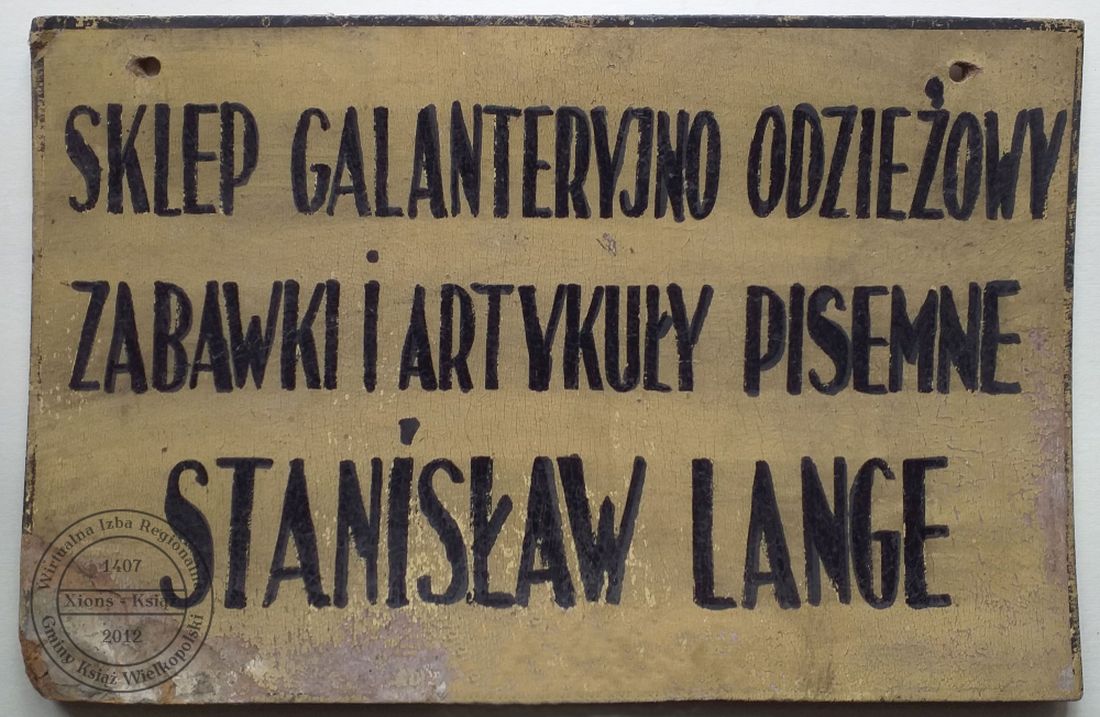 SKLEP GALANTERYJNO ODZIEŻOWY
ZABAWKI i ARTYKUŁY PISEMNE
STANISŁAW LANGE
Wirtualna Izba Regionalna
1407
Xions - Książ
2012
Gminy Książ Wielkopolski